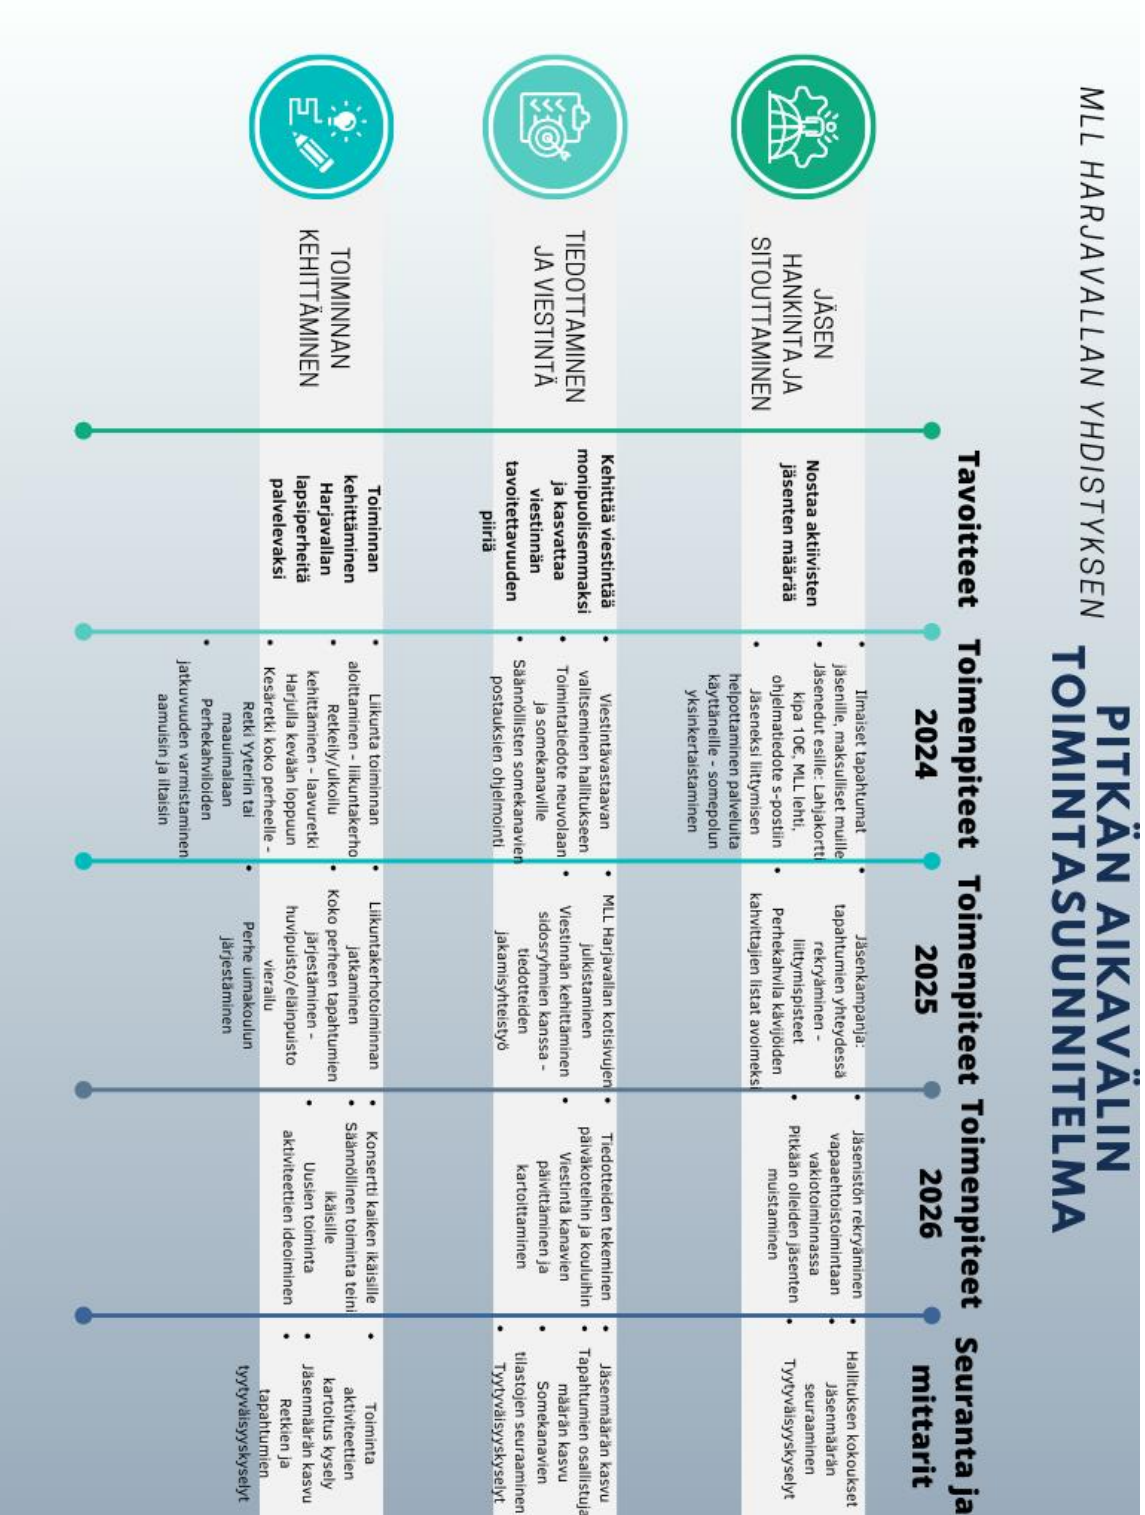 MLL HARJAVALLAN YHDISTYKSEN
PITKÄN AIKAVÄLIN
TOIMINTASUUNNITELMA
Tavoitteet
Toimenpiteet
2024
Toimenpiteet
2025
Toimenpiteet
2026
Seuranta ja
mittarit
JÄSEN
HANKINTA JA
SITOUTTAMINEN
Nostaa aktiivisten
jäsenten määrää
• Ilmaiset tapahtumat
jäsenille, maksulliset muille
• Jäsenedut esille: Lahjakortti
kipa 10€, MLL lehti,
ohjelmatiedote s-postiin
• Jäseneksi liittymisen
helpottaminen palveluita
käyttäneille - somepolun
yksinkertaistaminen
• Jäsenkampanja:
tapahtumien yhteydessä
rekryäminen -
liittymispisteet
• Perhekahvila kävijöiden
kahvittajien listat avoimeksi
• Jäsenistön rekryäminen
vapaaehtoistoimintaan
vakiotoiminnassa
• Pitkään olleiden jäsenten
muistaminen
• Hallituksen kokoukset
• Jäsenmäärän
seuraaminen
• Tyytyväisyyskyselyt
TIEDOTTAMINEN
JA VIESTINTÄ
Kehittää viestintää
monipuolisemmaksi
ja kasvattaa
viestinnän
tavoitettavuuden
piiriä
• Viestintävastaavan
valitseminen hallitukseen
• Toimintatiedote neuvolaan
ja somekanaville
• Säännöllisten somekanavien
postauksien ohjelmointi
• MLL Harjavallan kotisivujen
julkistaminen
• Viestinnän kehittäminen
sidosryhmien kanssa -
tiedotteiden
jakamisyhteistyö
• Tiedotteiden tekeminen
päiväkoteihin ja kouluihin
• Viestintä kanavien
päivittäminen ja
kartoittaminen
• Jäsenmäärän kasvu
• Tapahtumien osallistuja
määrän kasvu
• Somekanavien
tilastojen seuraaminen
• Tyytyväisyyskyselyt
TOIMINNAN
KEHITTÄMINEN
Toiminnan
kehittäminen
Harjavallan
lapsiperheitä
palvelevaksi
• Liikunta toiminnan
aloittaminen - liikuntakerho
• Retkeily/ulkoilu
kehittäminen - laavuretki
Harjulla kevään loppuun
• Kesäretki koko perheelle -
Retki Yyteriin tai
maauimalaan
• Perhekahviloiden
jatkuvuuden varmistaminen
aamuisin ja iltaisin
• Liikuntakerhotoiminnan
jatkaminen
• Koko perheen tapahtumien
järjestäminen -
huvipuisto/eläinpuisto
vierailu
• Perhe uimakoulun
järjestäminen
• Konsertti kaiken ikäisille
• Säännöllinen toiminta teini
ikäisille
• Uusien toiminta
aktiviteettien ideoiminen
• Toiminta
aktiviteettien
kartoitus kysely
• Jäsenmäärän kasvu
• Retkien ja
tapahtumien
tyytyväisyyskyselyt